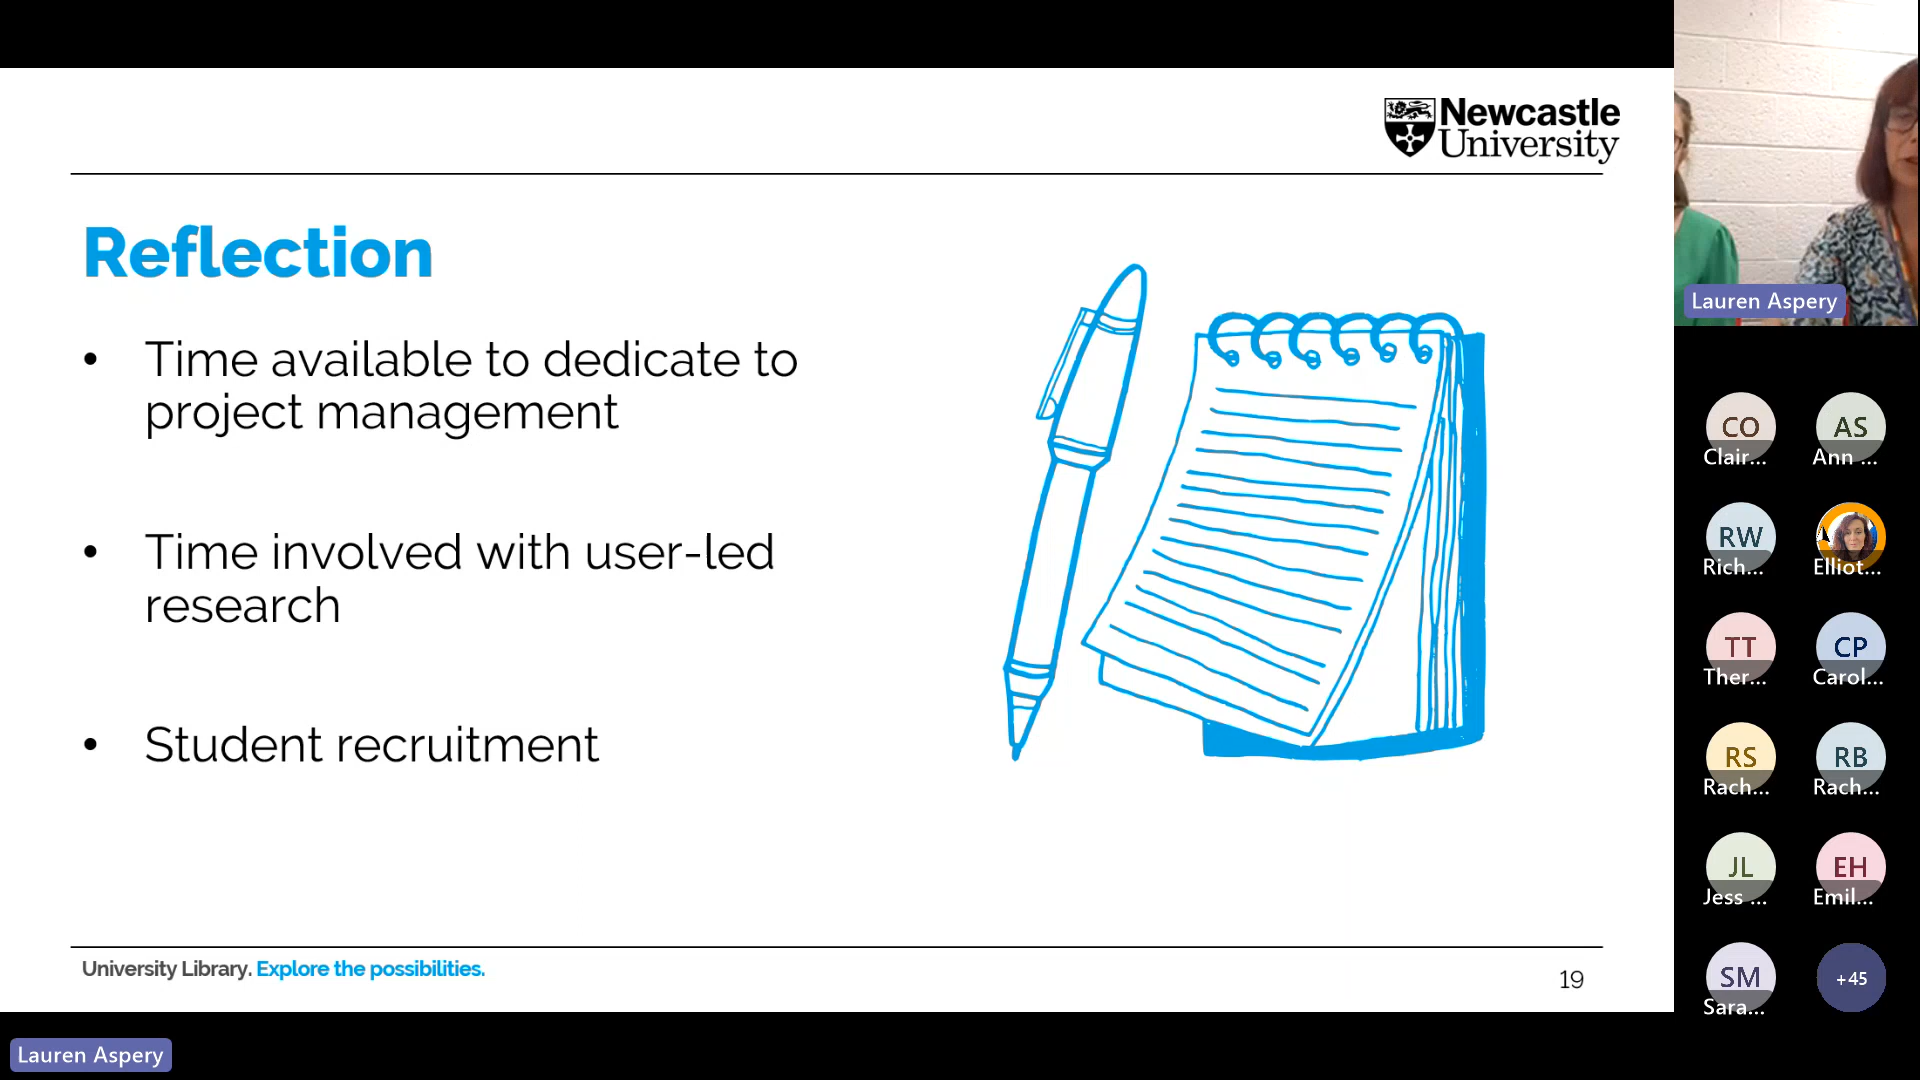 Newcastle
University
Reflection
• Time available to dedicate to
project management
• Time involved with user-led
research
• Student recruitment
University Library. Explore the possibilities.
19
Lauren Aspery
Lauren Aspery
CO
Clair...
AS
Ann ...
RW
Rich...
Elliot...
TT
Ther...
CP
Carol...
RS
Rach...
RB
Rach...
JL
Jess ...
EH
Emil...
SM
Sara...
+45